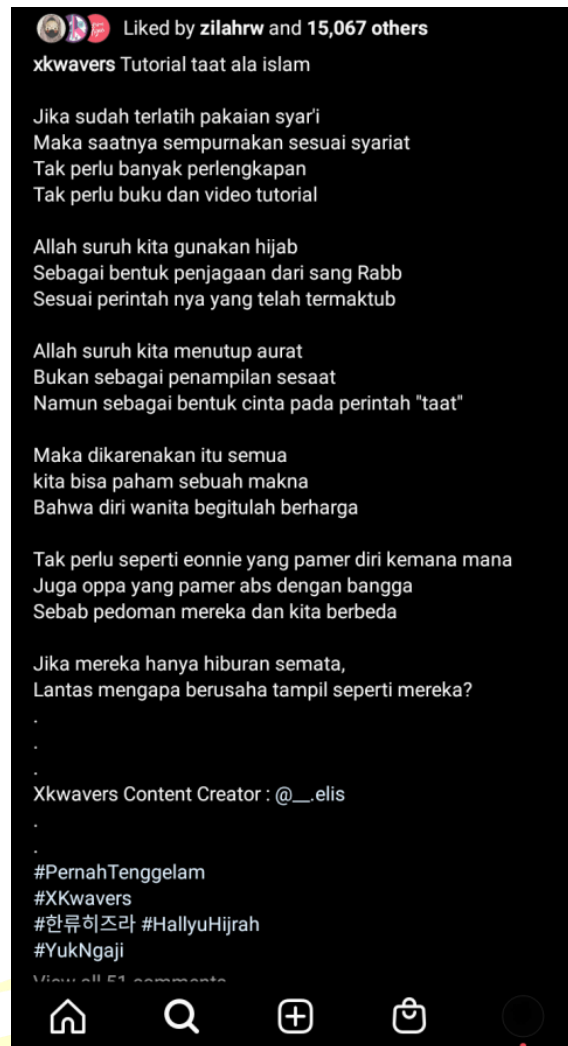 Liked by zilahrw and 15,067 others
xkwavers Tutorial taat ala islam
Jika sudah terlatih pakaian syar'i
Maka saatnya sempurnakan sesuai syariat
Tak perlu banyak perlengkapan
Tak perlu buku dan video tutorial
Allah suruh kita gunakan hijab
Sebagai bentuk penjagaan dari sang Rabb
Sesuai perintah nya yang telah termaktub
Allah suruh kita menutup aurat
Bukan sebagai penampilan sesaat
Namun sebagai bentuk cinta pada perintah "taat"
Maka dikarenakan itu semua
kita bisa paham sebuah makna
Bahwa diri wanita begitulah berharga
Tak perlu seperti eonnie yang pamer diri kemana mana
Juga oppa yang pamer abs dengan bangga
Sebab pedoman mereka dan kita berbeda
Jika mereka hanya hiburan semata,
Lantas mengapa berusaha tampil seperti mereka?
.
.
.
Xkwavers Content Creator : @__.elis
.
.
#PernahTenggelam
#XKwavers
#한류히즈라 #HallyuHijrah
#YukNgaji
View all 51 comments